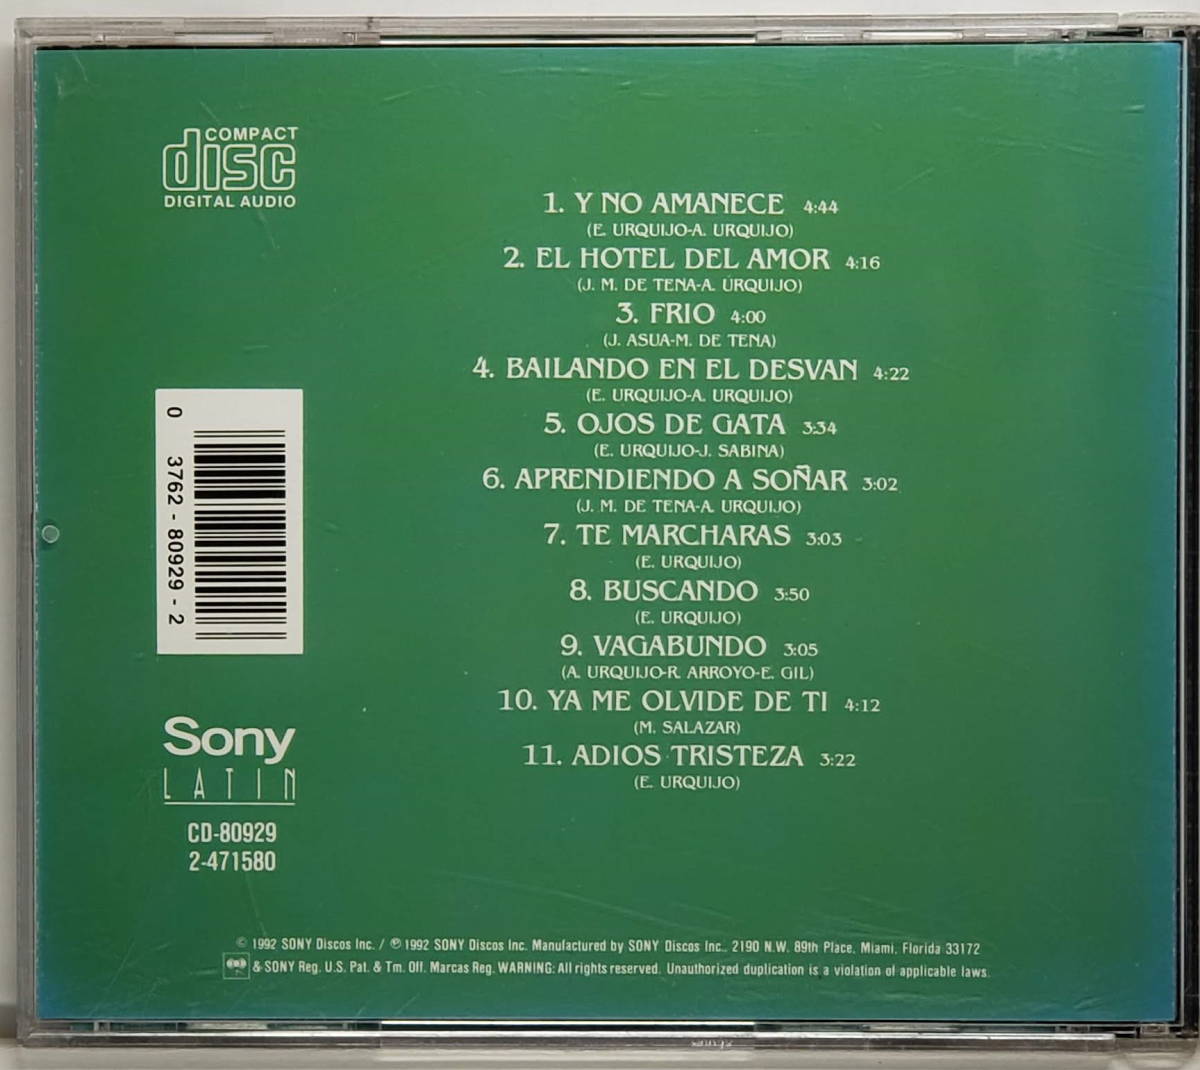 COMPACT
disc
DIGITAL AUDIO
1. Y NO AMANECE 4:44
(E. URQUIJO-A. URQUIJO)
2. EL HOTEL DEL AMOR 4:16
(J. M. DE TENA-A. URQUIJO)
3. FRIO 4:00
(J. ASUA-M. DE TENA)
4. BAILANDO EN EL DESVAN 4:22
(E. URQUIJO-A. URQUIJO)
5. OJOS DE GATA 3:34
(E. URQUIJO-J. SABINA)
6. APRENDIENDO A SOÑAR 3:02
(J. M. DE TENA-A. URQUIJO)
7. TE MARCHARAS 3:03
(E. URQUIJO)
8. BUSCANDO 3:50
(E. URQUIJO)
9. VAGABUNDO 3:05
(A. URQUIJO-R. ARROYO-E. GIL)
10. YA ME OLVIDE DE TI 4:12
(M. SALAZAR)
11. ADIOS TRISTEZA 3:22
(E. URQUIJO)
0 3762 - 80929 - 2
Sony
LATIN
CD-80929
2-471580
© 1992 SONY Discos Inc. / ℗ 1992 SONY Discos Inc. Manufactured by SONY Discos Inc., 2190 N.W. 89th Place, Miami, Florida 33172
& SONY Reg. U.S. Pat. & Tm. Off. Marcas Reg. WARNING: All rights reserved. Unauthorized duplication is a violation of applicable laws.